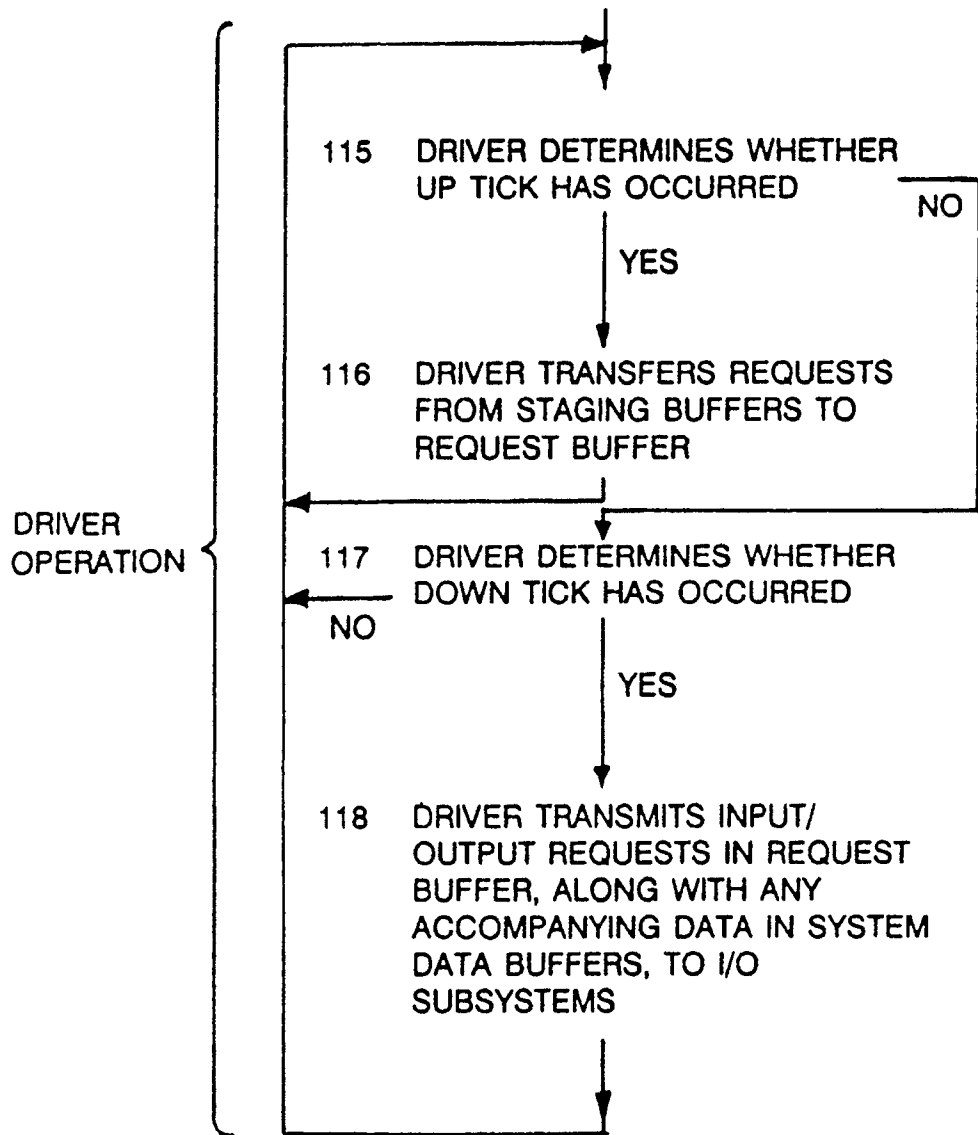 115 DRIVER DETERMINES WHETHER
UP TICK HAS OCCURRED
NO
YES
116 DRIVER TRANSFERS REQUESTS
FROM STAGING BUFFERS TO
REQUEST BUFFER
DRIVER
OPERATION
117 DRIVER DETERMINES WHETHER
DOWN TICK HAS OCCURRED
NO
YES
118 DRIVER TRANSMITS INPUT/
OUTPUT REQUESTS IN REQUEST
BUFFER, ALONG WITH ANY
ACCOMPANYING DATA IN SYSTEM
DATA BUFFERS, TO I/O
SUBSYSTEMS